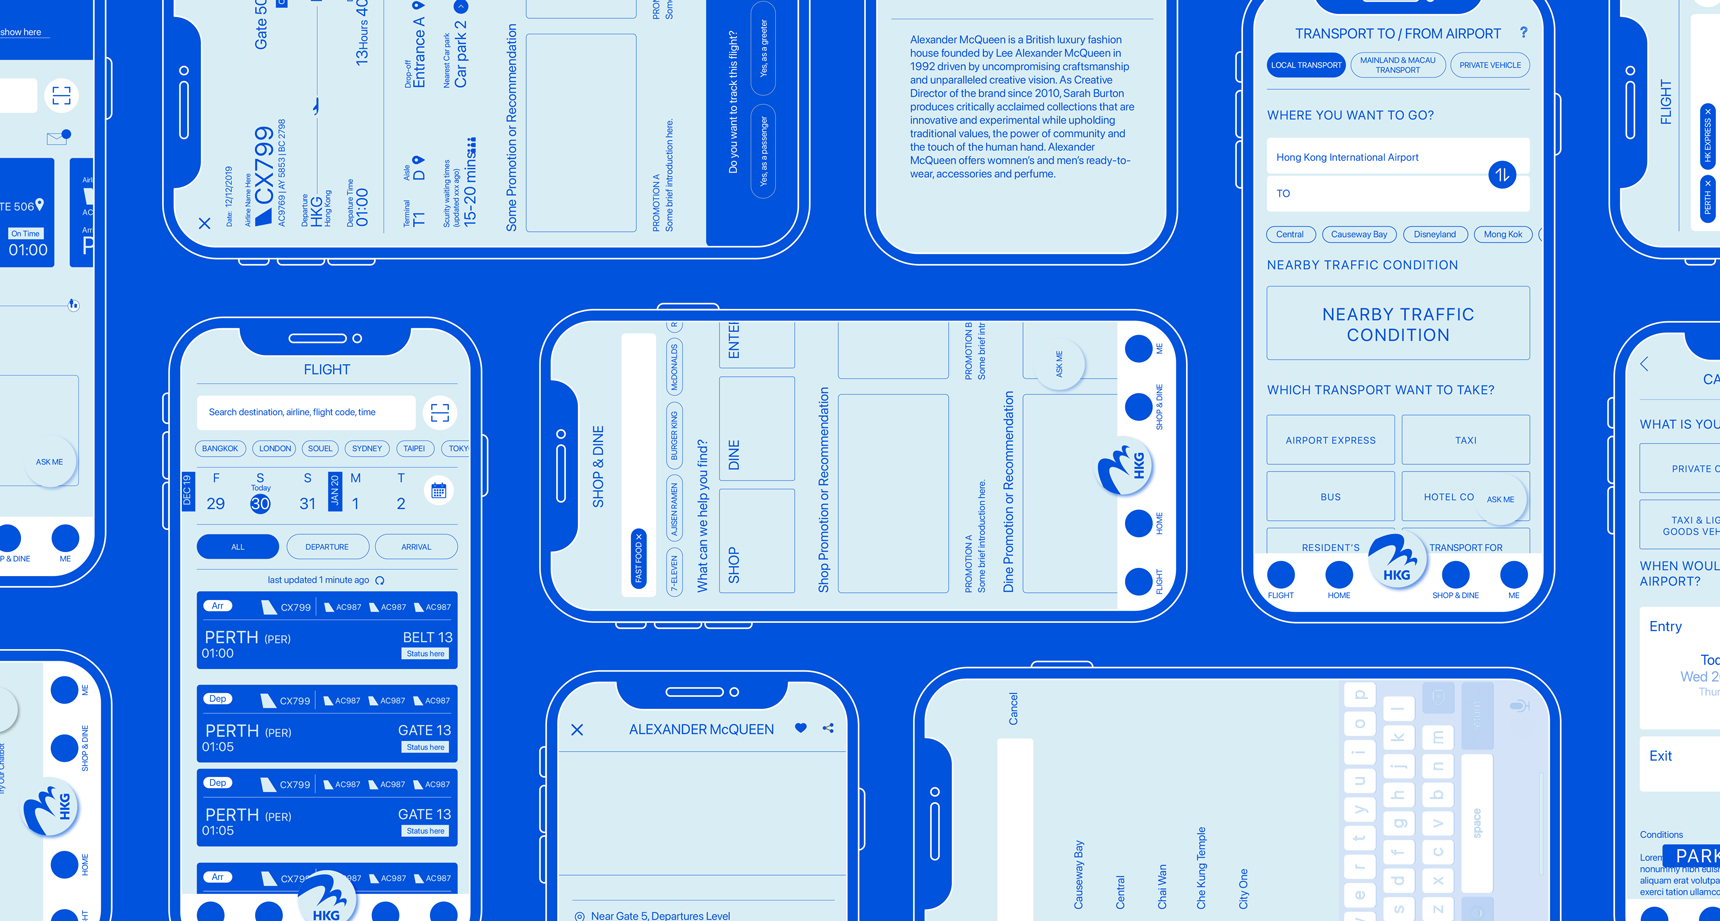 show here
TE 506
On Time
01:00
ASK ME
P & DINE
ME
Gate 50
13Hours 40
Date: 12/12/2019
Airline Name Here
CX799
AC9769 | AY 5853 | BC 2798
Departure
HKG
Hong Kong
Depature Time
01:00
Drop-off
Entrance A
Nearest Car park
Car park 2
Terminal
T1
Aisle
D
Scurity waiting times
(updated xxx ago)
15-20 mins
Some Promotion or Recommendation
PROMOTION A
Some brief introduction here.
Do you want to track this flight?
Yes, as a passenger
Yes, as a greeter
Alexander McQueen is a British luxury fashion
house founded by Lee Alexander McQueen in
1992 driven by uncompromising craftsmanship
and unparalleled creative vision. As Creative
Director of the brand since 2010, Sarah Burton
produces critically acclaimed collections that are
innovative and experimental while upholding
traditional values, the power of community and
the touch of the human hand. Alexander
McQueen offers womnen's and men's ready-to-
wear, accessories and perfume.
TRANSPORT TO / FROM AIRPORT ?
LOCAL TRANSPORT
MAINLAND & MACAU
TRANSPORT
PRIVATE VEHICLE
WHERE YOU WANT TO GO?
Hong Kong International Airport
TO
Central
Causeway Bay
Disneyland
Mong Kok
NEARBY TRAFFIC CONDITION
NEARBY TRAFFIC
CONDITION
WHICH TRANSPORT WANT TO TAKE?
AIRPORT EXPRESS
TAXI
BUS
HOTEL CO
ASK ME
RESIDENT'S
TRANSPORT FOR
HKG
FLIGHT
HOME
SHOP & DINE
ME
FLIGHT
PERTH X
HK EXPRESS X
FLIGHT
Search destination, airline, flight code, time
BANGKOK
LONDON
SOUEL
SYDNEY
TAIPEI
TOKY
DEC 19
F
29
S
Today
30
S
31
JAN 20
M
1
T
2
ALL
DEPARTURE
ARRIVAL
last updated 1 minute ago
Arr
CX799
AC987
AC987
AC987
PERTH (PER)
BELT 13
01:00
Status here
Dep
CX799
AC987
AC987
AC987
PERTH (PER)
GATE 13
01:05
Status here
Dep
CX799
AC987
AC987
AC987
PERTH (PER)
GATE 13
01:05
Status here
Arr
CX79
AC987
AC987
HKG
SHOP & DINE
FAST FOOD X
7-ELEVEN
AJISEN RAMEN
BURGER KING
McDONALDS
R
What can we help you find?
SHOP
DINE
ENTER
Shop Promotion or Recommendation
PROMOTION A
Some brief introduction here.
PROMOTION B
Some brief intr
Dine Promotion or Recommendation
ASK ME
FLIGHT
HOME
HKG
SHOP & DINE
ME
CA
WHAT IS YOU
PRIVATE C
TAXI & LIG
GOODS VEH
WHEN WOUL
AIRPORT?
Entry
Tod
Wed 2
Thur
Exit
Conditions
Lorem
PARK
nonummy nibh euis
aliquam erat volutpa
exerci tation ullamco
ME
SHOP & DINE
Try Our Chatbot
HKG
HOME
GHT
ALEXANDER McQUEEN
Near Gate 5, Departures Level
Cancel
Causeway Bay
Central
Chai Wan
Che Kung Temple
City One
e r t y u i o p
s d f g h j k l
z x c v b n m
space